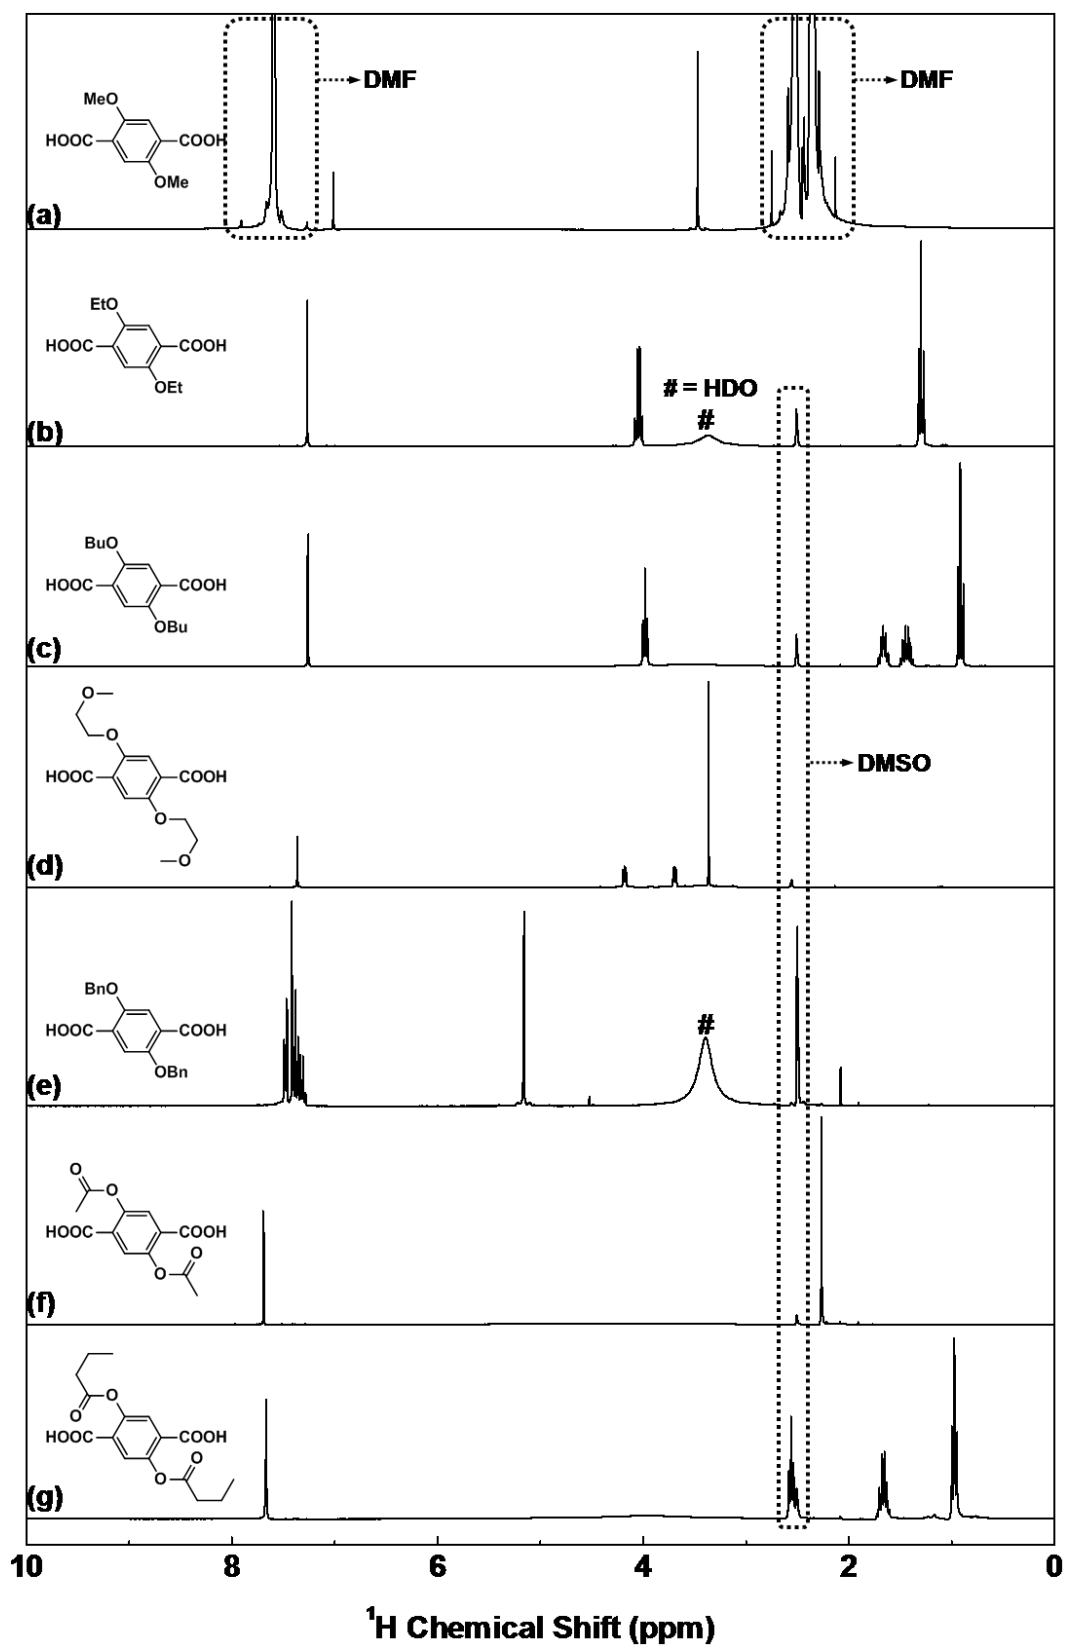 MeO
HOOC COOH
OMe
(a)
DMF
DMF
EtO
HOOC COOH
OEt
(b)
# = HDO
#
BuO
HOOC COOH
OBu
(c)
O
O
HOOC COOH
O
O
(d)
DMSO
BnO
HOOC COOH
OBn
(e)
#
O
O
HOOC COOH
O
O
(f)
O
O
HOOC COOH
O
O
(g)
10 8 6 4 2 0
¹H Chemical Shift (ppm)